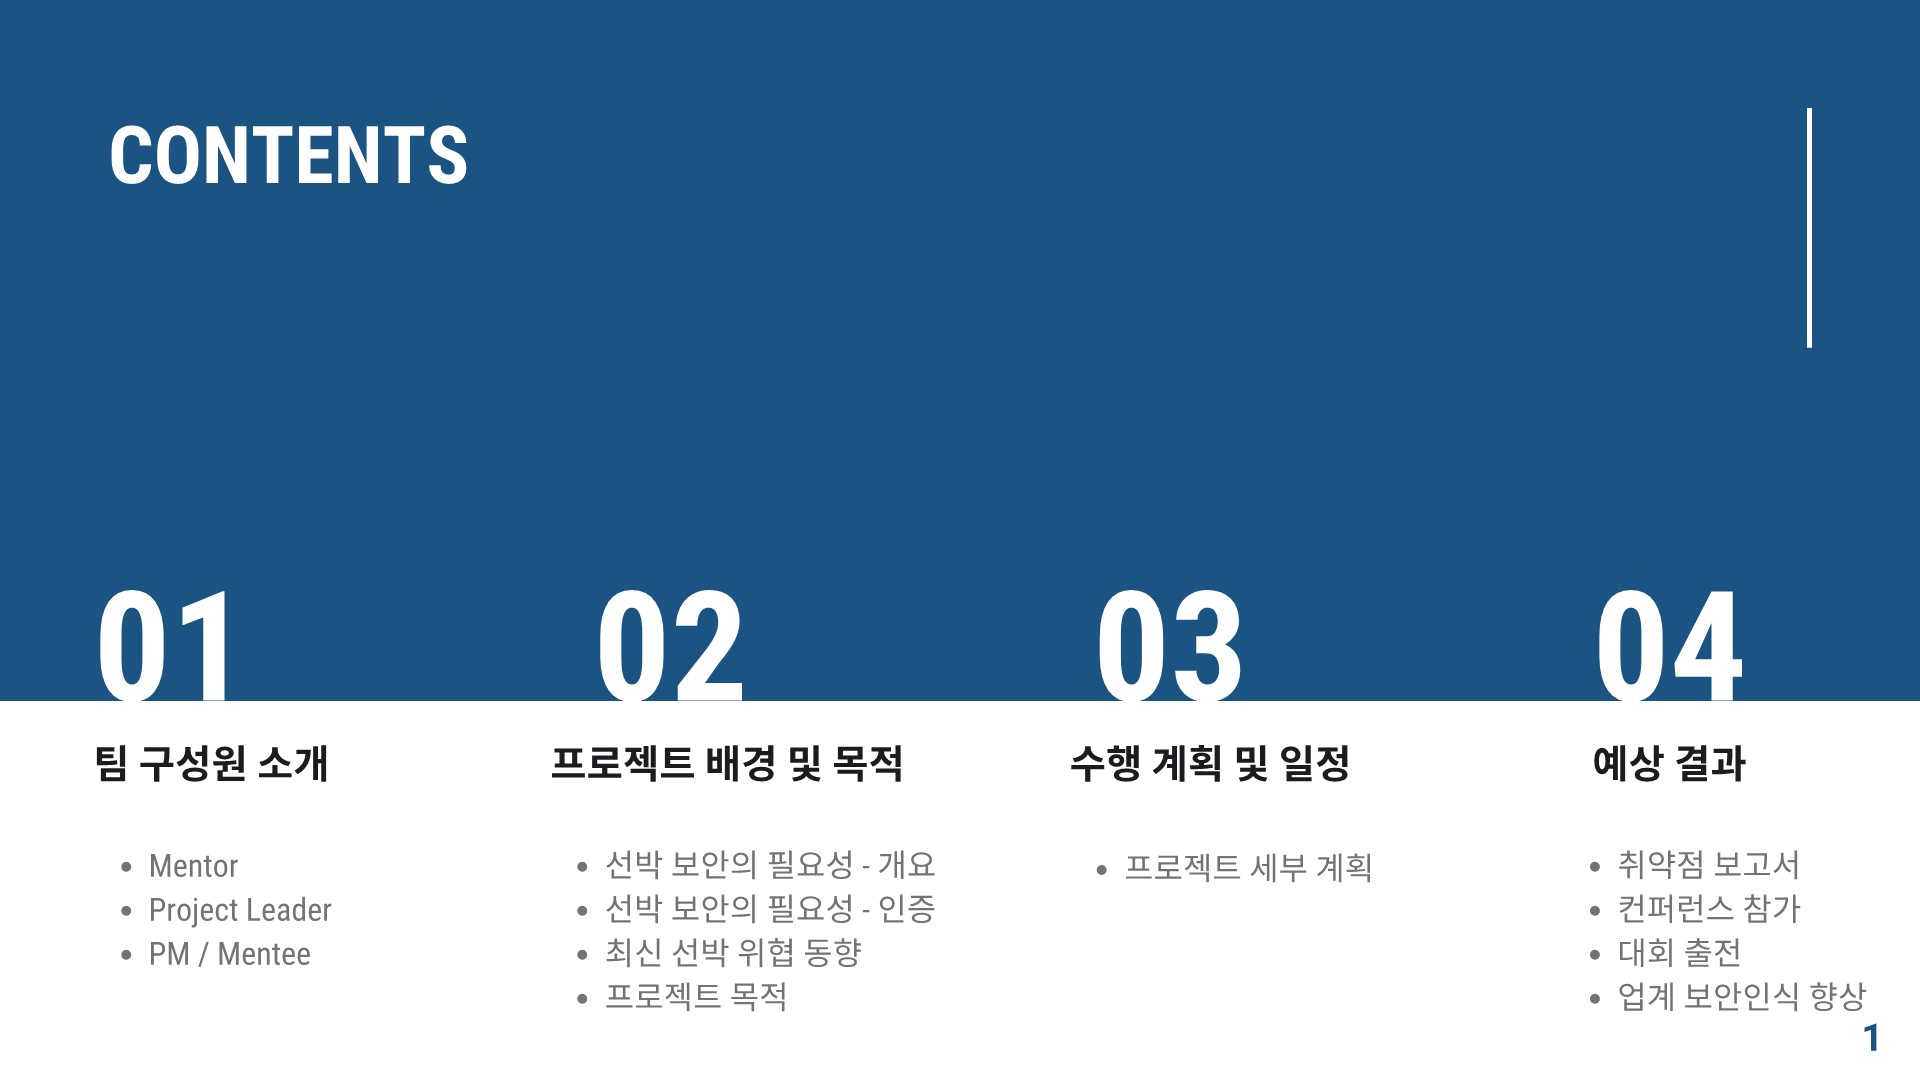 CONTENTS
01
팀 구성원 소개
Mentor
Project Leader
PM / Mentee
02
프로젝트 배경 및 목적
선박 보안의 필요성 - 개요
선박 보안의 필요성 - 인증
최신 선박 위협 동향
프로젝트 목적
03
수행 계획 및 일정
프로젝트 세부 계획
04
예상 결과
취약점 보고서
컨퍼런스 참가
대회 출전
업계 보안인식 향상
1